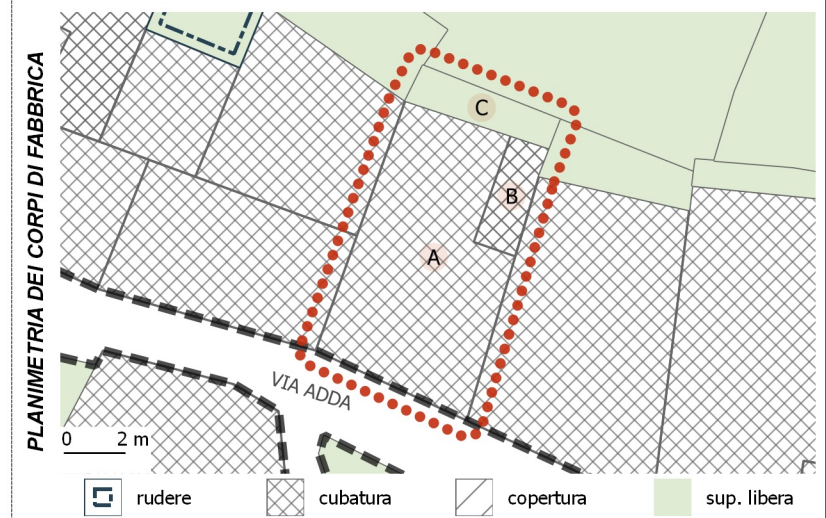 PLANIMETRIA DEI CORPI DI FABBRICA
C
B
A
VIA ADDA
0 2 m
rudere cubatura copertura sup. libera